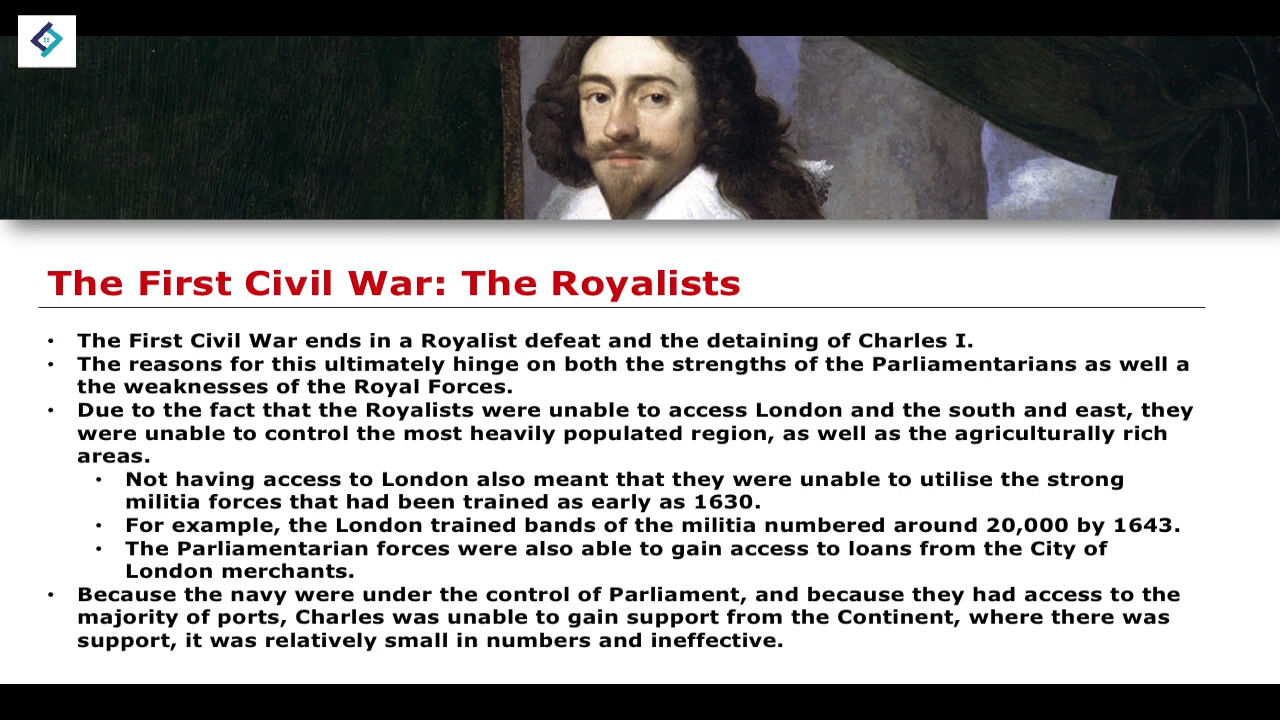 The First Civil War: The Royalists
• The First Civil War ends in a Royalist defeat and the detaining of Charles I.
• The reasons for this ultimately hinge on both the strengths of the Parliamentarians as well a
the weaknesses of the Royal Forces.
• Due to the fact that the Royalists were unable to access London and the south and east, they
were unable to control the most heavily populated region, as well as the agriculturally rich
areas.
• Not having access to London also meant that they were unable to utilise the strong
militia forces that had been trained as early as 1630.
• For example, the London trained bands of the militia numbered around 20,000 by 1643.
• The Parliamentarian forces were also able to gain access to loans from the City of
London merchants.
• Because the navy were under the control of Parliament, and because they had access to the
majority of ports, Charles was unable to gain support from the Continent, where there was
support, it was relatively small in numbers and ineffective.